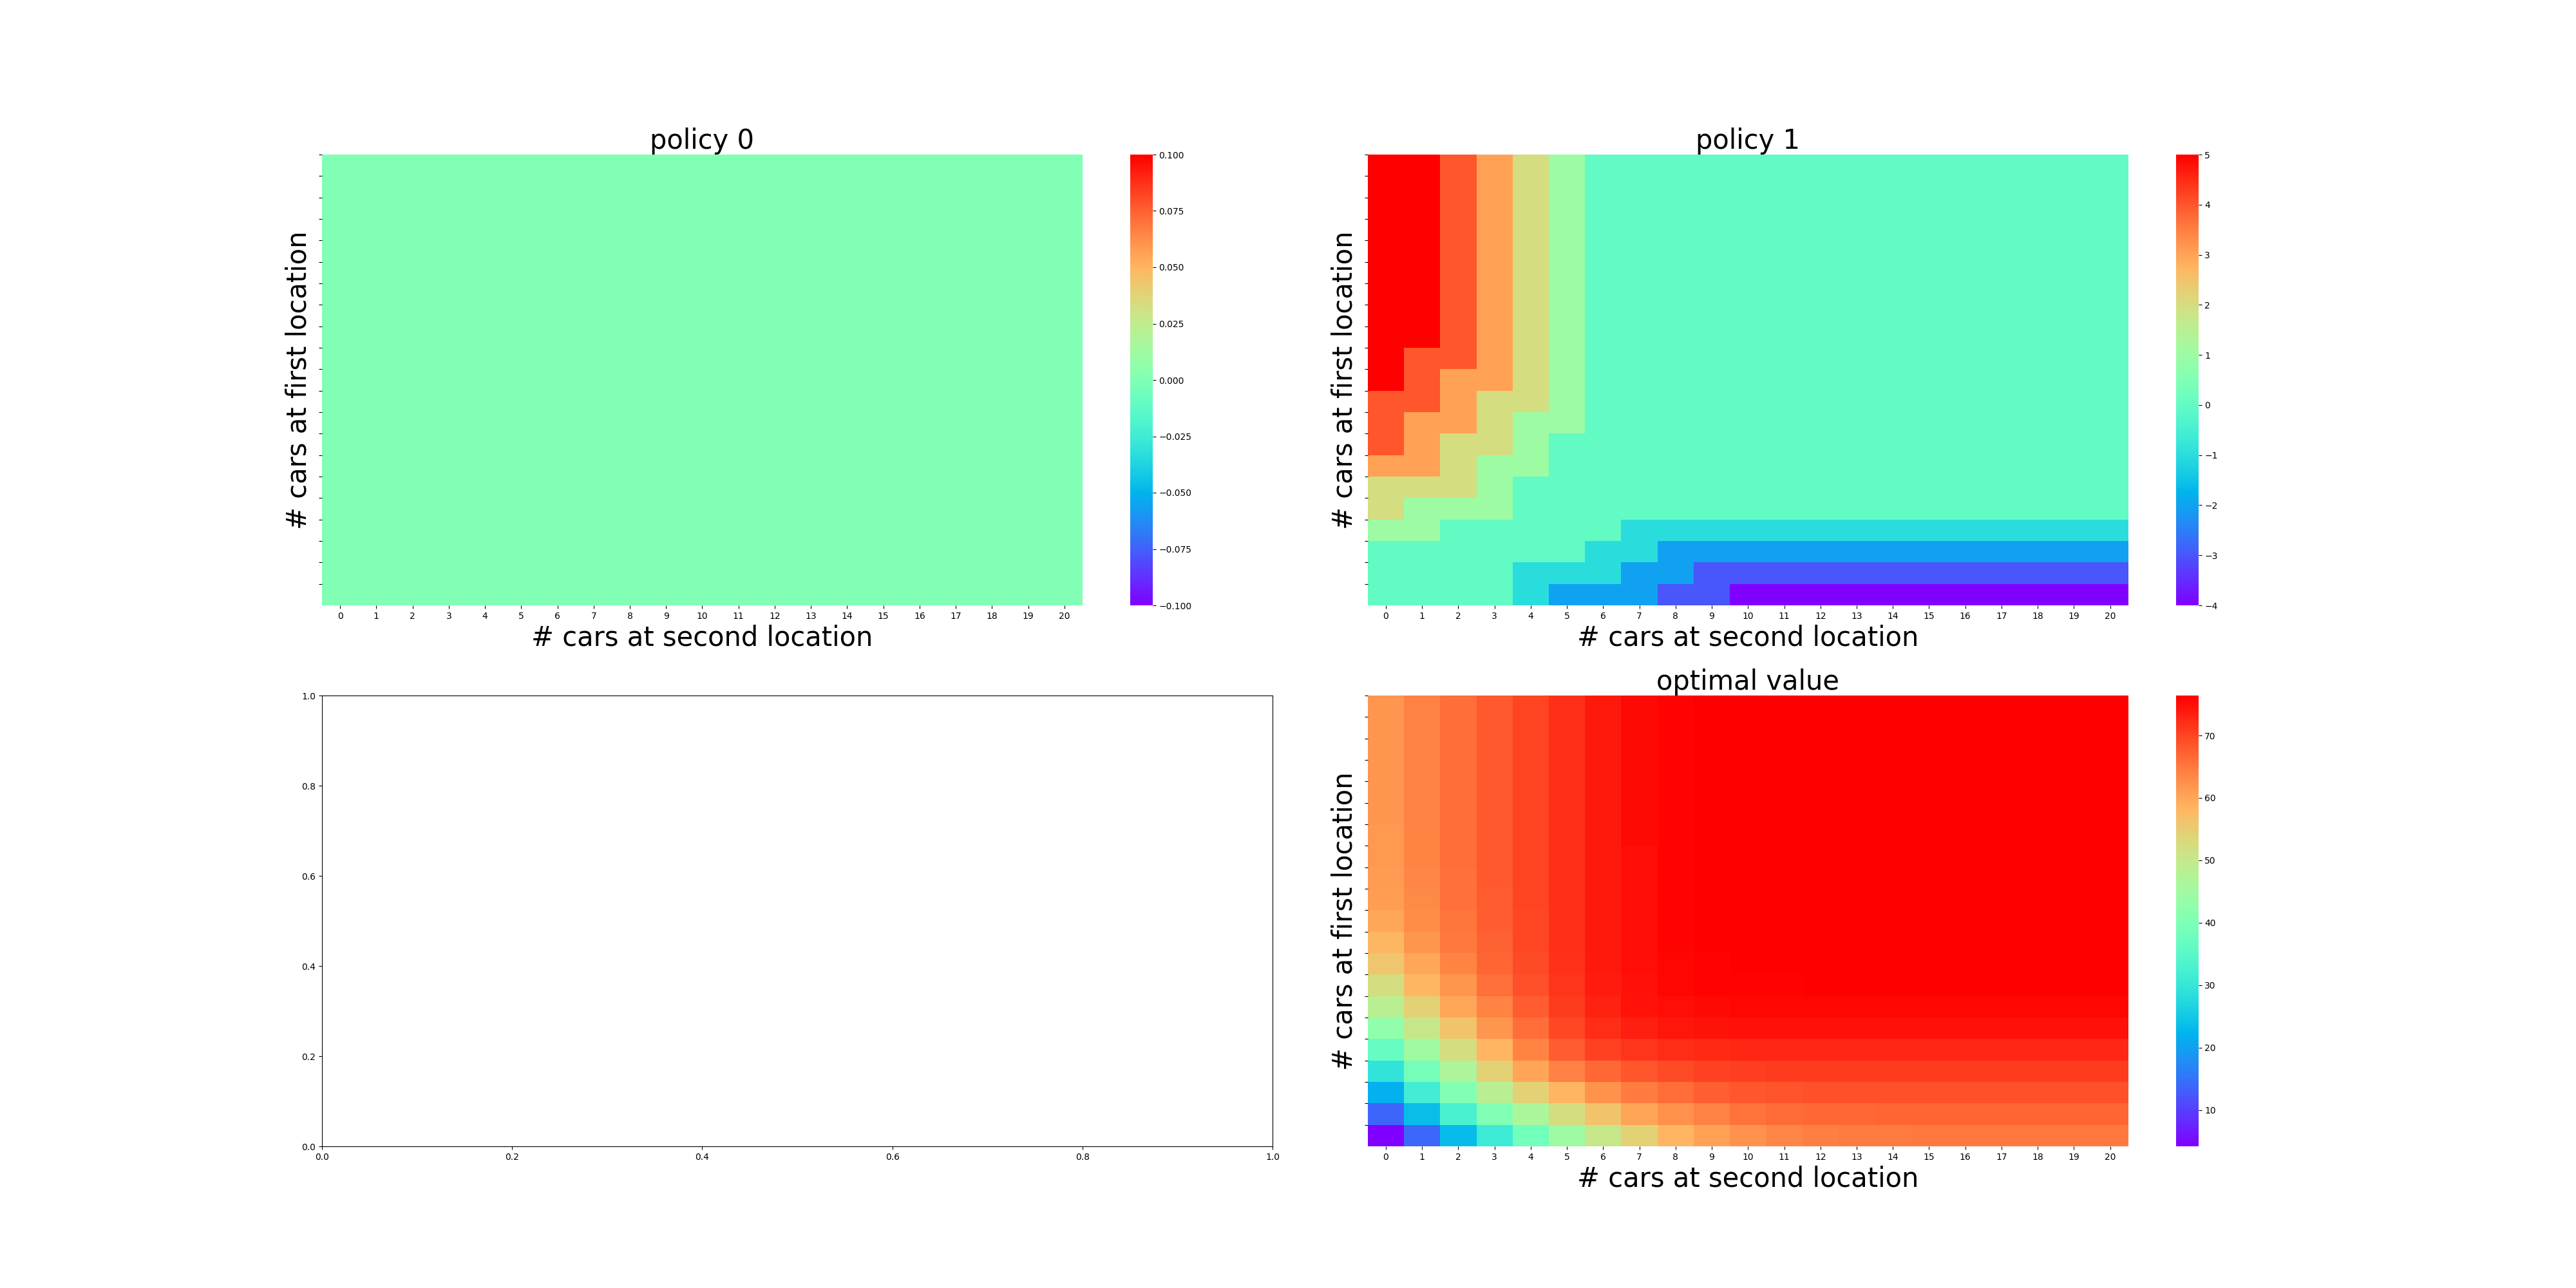 policy 0
# cars at first location
0.100
0.075
0.050
0.025
0.000
−0.025
−0.050
−0.075
−0.100
0 1 2 3 4 5 6 7 8 9 10 11 12 13 14 15 16 17 18 19 20
# cars at second location
policy 1
# cars at first location
5
4
3
2
1
0
−1
−2
−3
−4
0 1 2 3 4 5 6 7 8 9 10 11 12 13 14 15 16 17 18 19 20
# cars at second location
1.0
0.8
0.6
0.4
0.2
0.0
0.0 0.2 0.4 0.6 0.8 1.0
optimal value
# cars at first location
70
60
50
40
30
20
10
0 1 2 3 4 5 6 7 8 9 10 11 12 13 14 15 16 17 18 19 20
# cars at second location